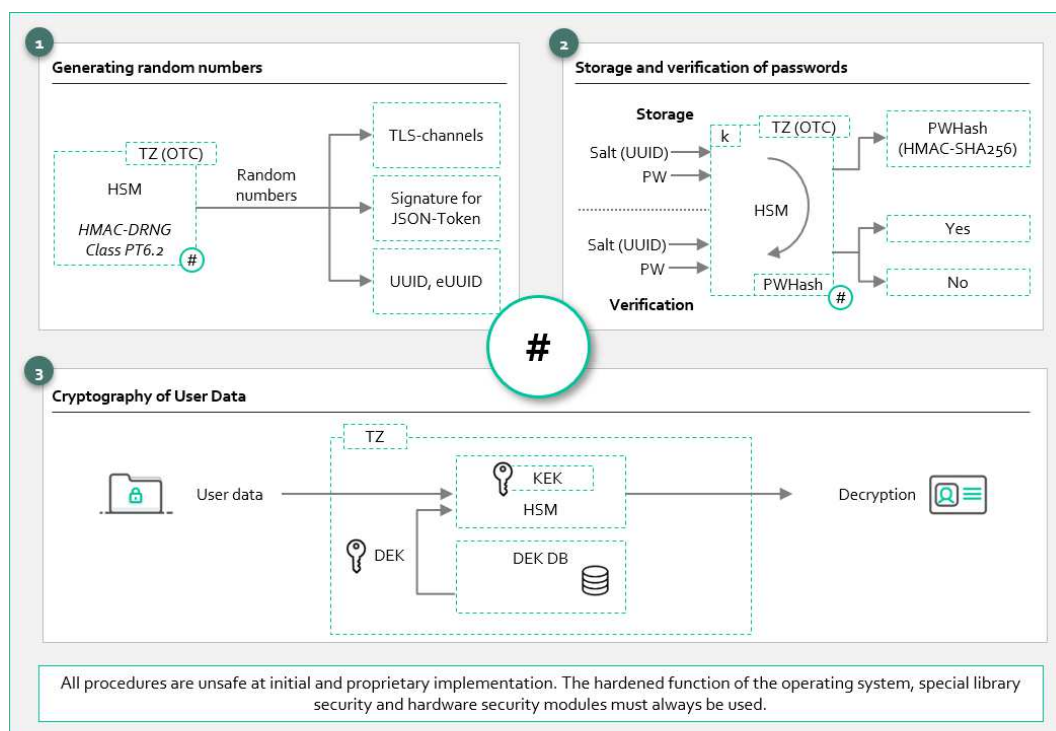 1
Generating random numbers
TZ (OTC)
HSM
HMAC-DRNG
Class PT6.2
#
Random
numbers
TLS-channels
Signature for
JSON-Token
UUID, eUUID
2
Storage and verification of passwords
Storage
k
TZ (OTC)
Salt (UUID)
PW
HSM
PWHash
(HMAC-SHA256)
Salt (UUID)
PW
Verification
PWHash
#
Yes
No
#
3
Cryptography of User Data
TZ
User data
KEK
HSM
DEK
DEK DB
Decryption
All procedures are unsafe at initial and proprietary implementation. The hardened function of the operating system, special library
security and hardware security modules must always be used.